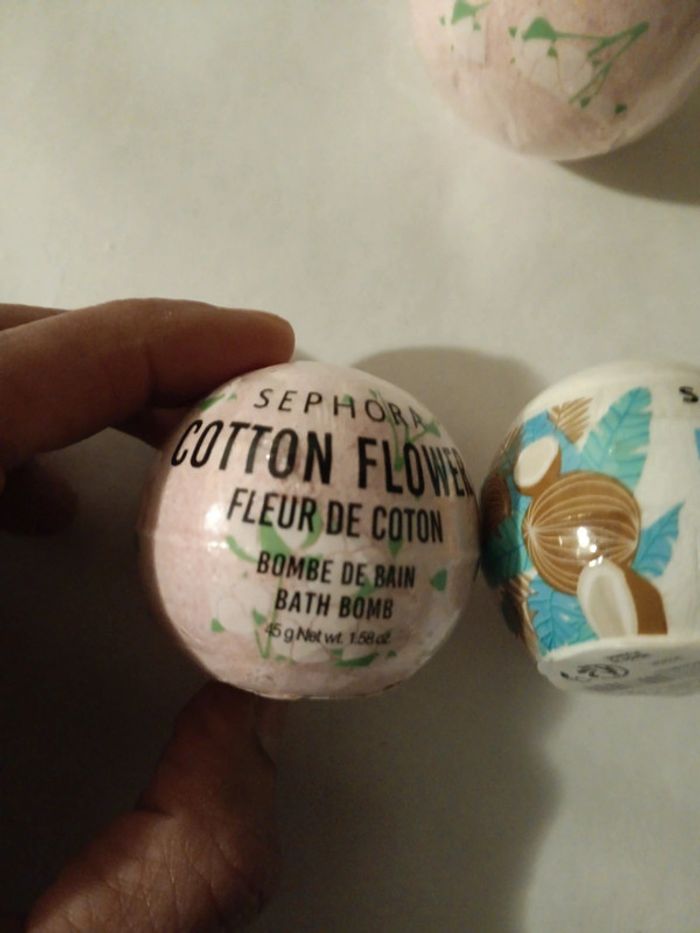 SEPHORA
COTTON FLOWER
FLEUR DE COTON
BOMBE DE BAIN
BATH BOMB
45 g Net wt. 1.58 oz
S